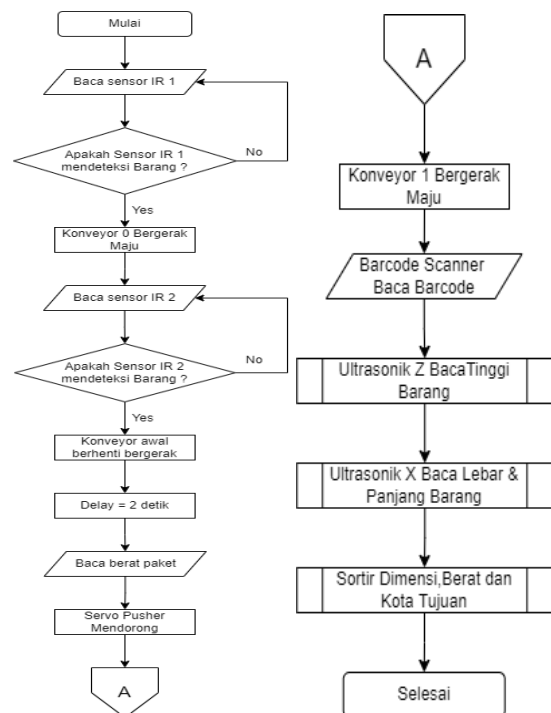 Mulai
Baca sensor IR 1
Apakah Sensor IR 1
mendeteksi Barang ?
No
Yes
Konveyor 0 Bergerak
Maju
Baca sensor IR 2
Apakah Sensor IR 2
mendeteksi Barang ?
No
Yes
Konveyor awal
berhenti bergerak
Delay = 2 detik
Baca berat paket
Servo Pusher
Mendorong
A
A
Konveyor 1 Bergerak
Maju
Barcode Scanner
Baca Barcode
Ultrasonik Z BacaTinggi
Barang
Ultrasonik X Baca Lebar &
Panjang Barang
Sortir Dimensi,Berat dan
Kota Tujuan
Selesai